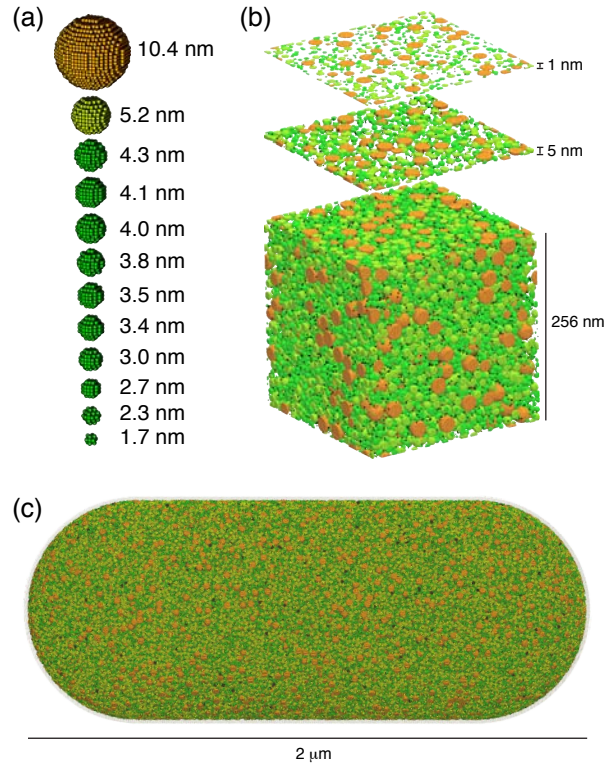 (a)
10.4 nm
5.2 nm
4.3 nm
4.1 nm
4.0 nm
3.8 nm
3.5 nm
3.4 nm
3.0 nm
2.7 nm
2.3 nm
1.7 nm
(b)
1 nm
5 nm
256 nm
(c)
2 μm